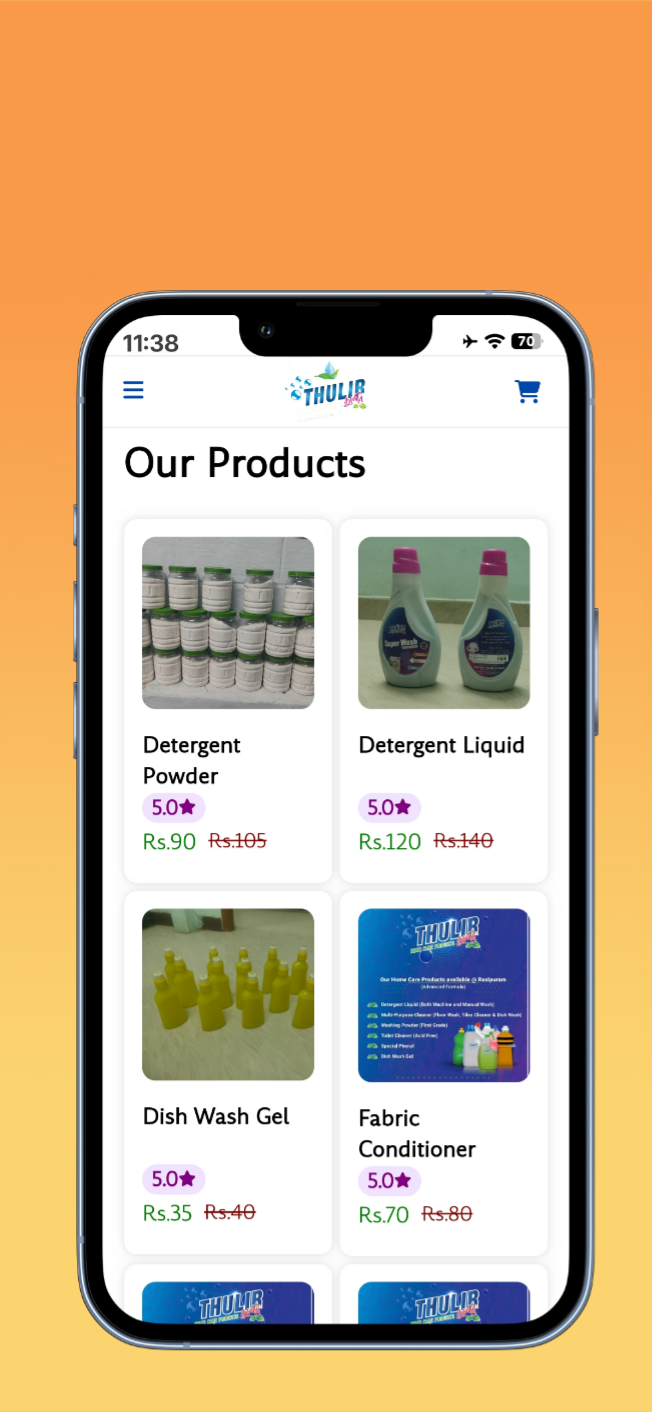 11:38
70
THULIR
Our Products
Detergent
Powder
5.0
Rs.90 Rs.105
Super Wash
Detergent Liquid
5.0
Rs.120 Rs.140
Dish Wash Gel
5.0
Rs.35 Rs.40
THULIR
Our Home Care Products available @ Rasipuram
(Advanced Formula)
Detergent Liquid (Both Machine and Manual Wash)
Multi-Purpose Cleaner (Floor Wash, Tiles Cleaner & Dish Wash)
Washing Powder (First Grade)
Toilet Cleaner (Acid Free)
Special Phenol
Dish Wash Gel
Fabric
Conditioner
5.0
Rs.70 Rs.80
THULIR
THULIR